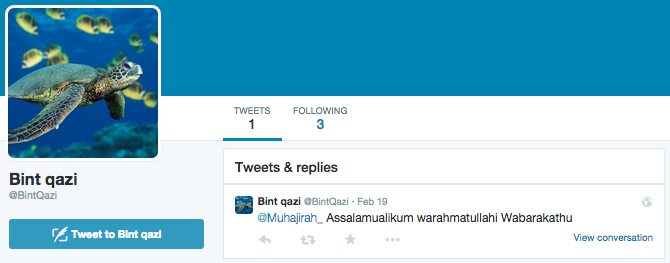 TWEETS FOLLOWING
1 3
Bint qazi
@BintQazi
Tweet to Bint qazi
Tweets & replies
Bint qazi @BintQazi · Feb 19
@Muhajirah_ Assalamualikum warahmatullahi Wabarakathu
View conversation